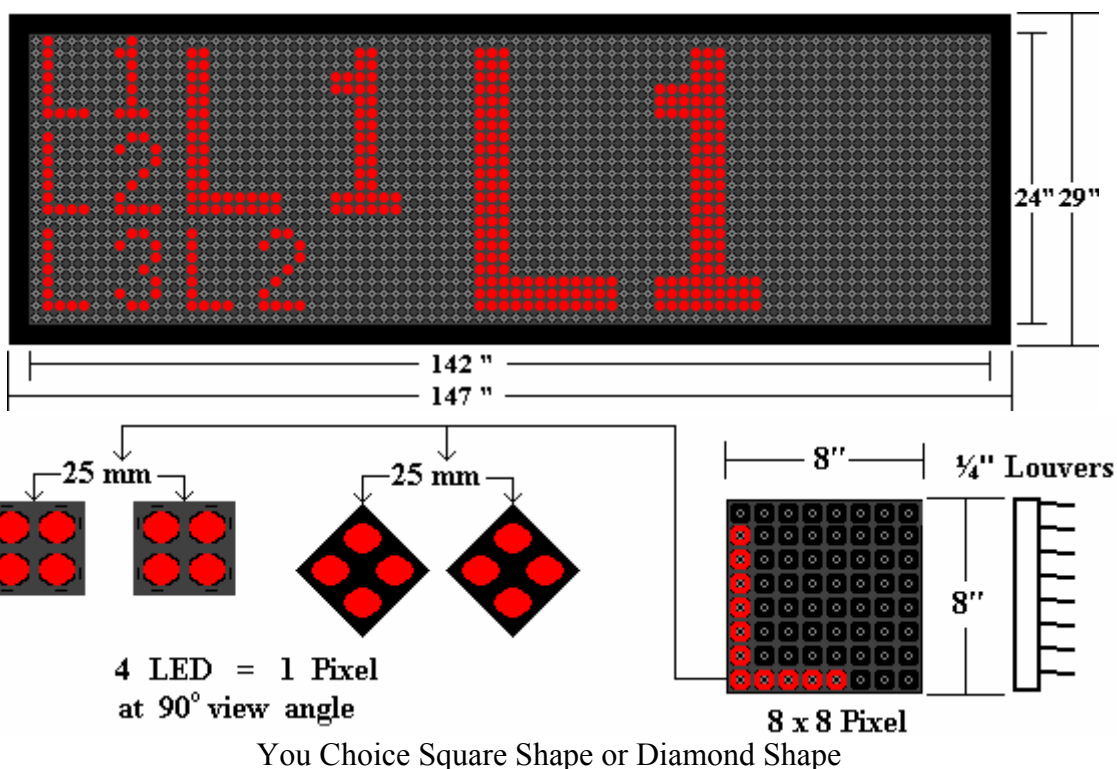 L1 L1 L1
L2
L3 L2
24" 29"
142 "
147 "
25 mm
25 mm
8"
¼" Louvers
8"
4 LED = 1 Pixel
at 90° view angle
8 x 8 Pixel
You Choice Square Shape or Diamond Shape